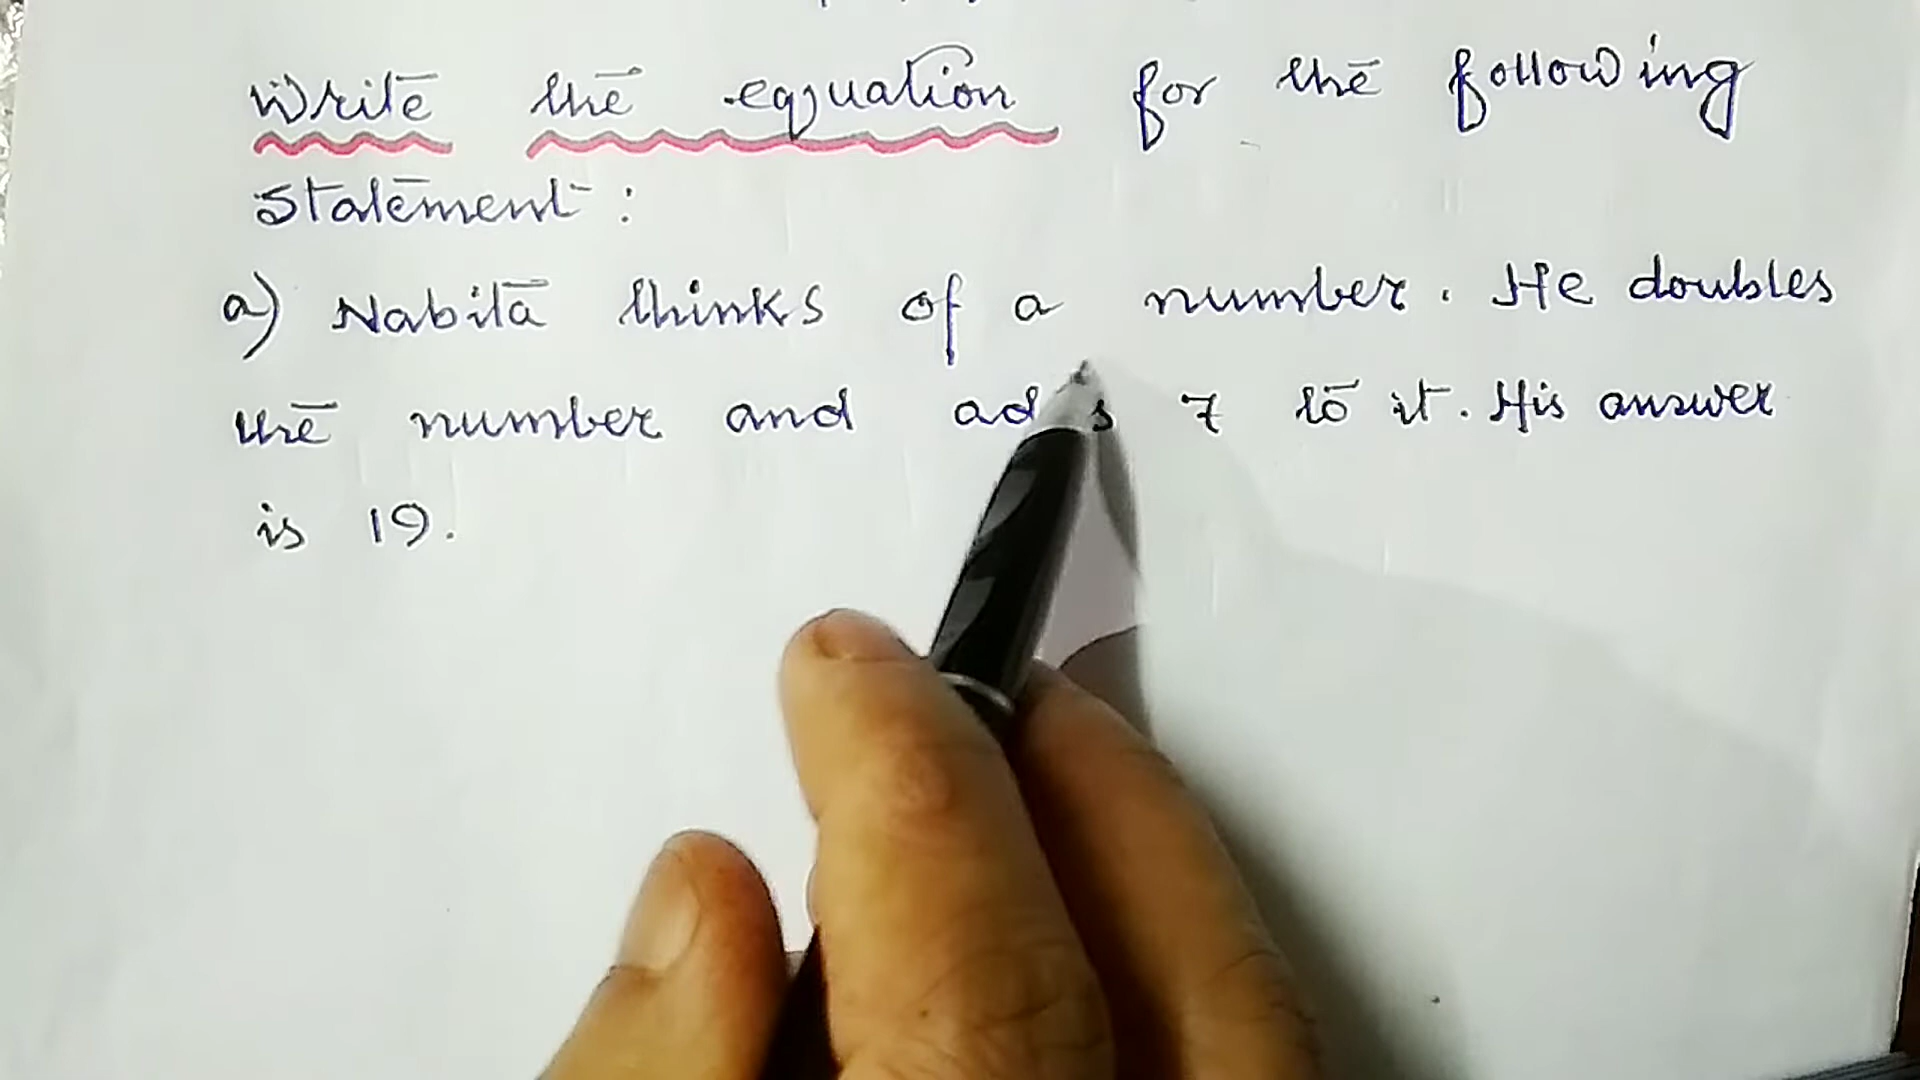 Write the equation for the following
statement :
a) Nabita thinks of a number. He doubles
the number and adds 7 to it. His answer
is 19.